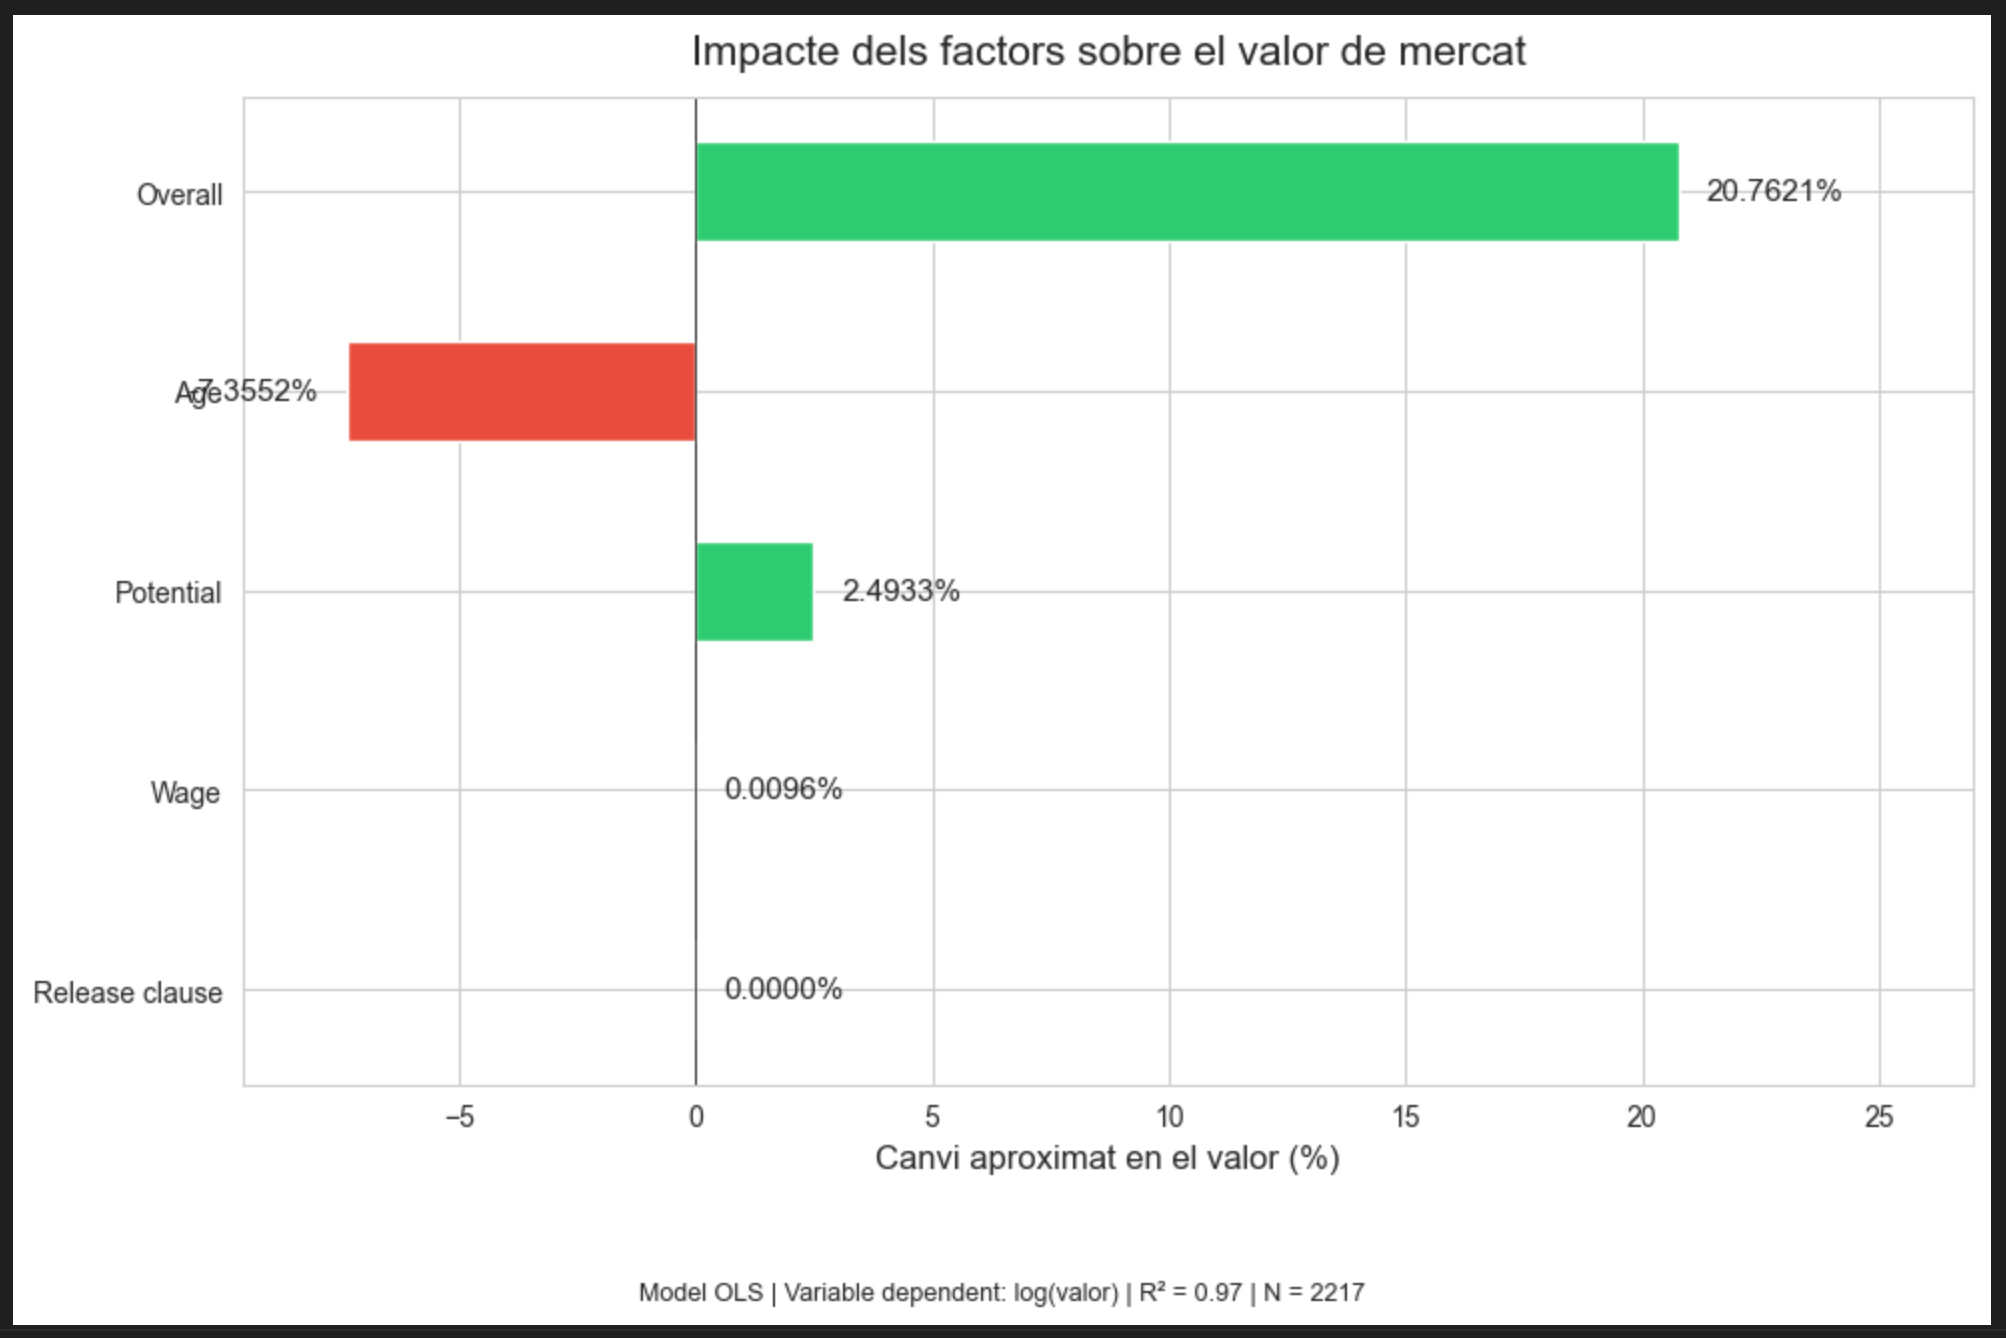 Impacte dels factors sobre el valor de mercat
Overall
20.7621%
Age
-7.3552%
Potential
2.4933%
Wage
0.0096%
Release clause
0.0000%
−5 0 5 10 15 20 25
Canvi aproximat en el valor (%)
Model OLS | Variable dependent: log(valor) | R² = 0.97 | N = 2217